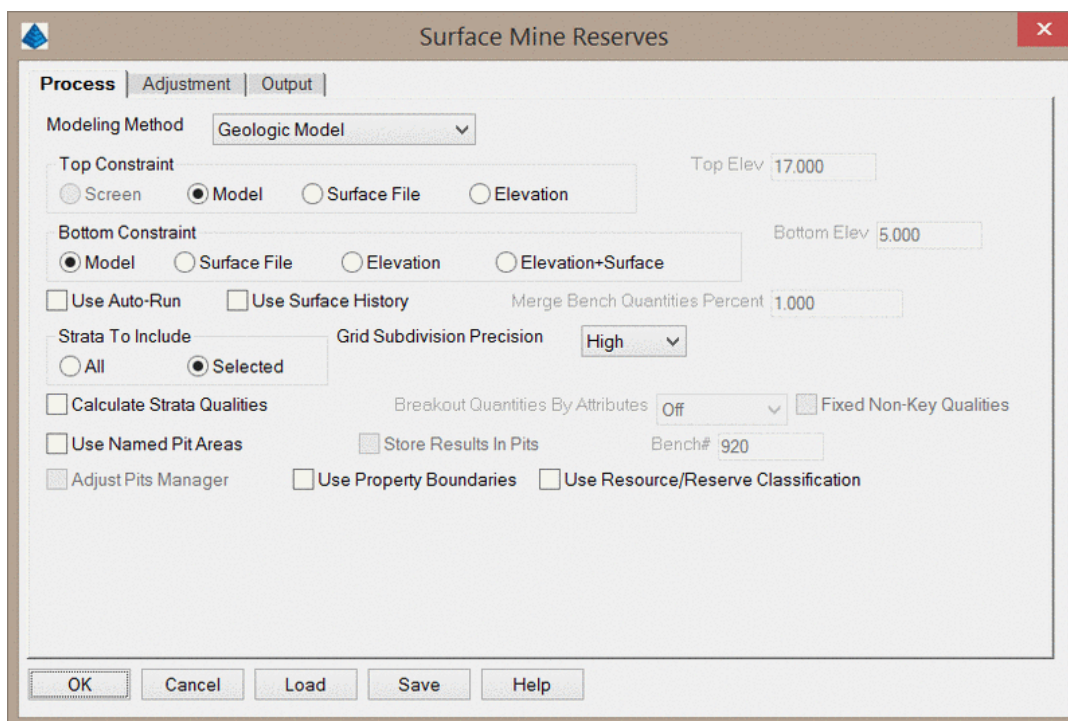 Surface Mine Reserves
Process Adjustment Output
Modeling Method Geologic Model
Top Constraint Top Elev 17.000
Screen Model Surface File Elevation
Bottom Constraint Bottom Elev 5.000
Model Surface File Elevation Elevation+Surface
Use Auto-Run Use Surface History Merge Bench Quantities Percent 1.000
Strata To Include Grid Subdivision Precision High
All Selected
Calculate Strata Qualities Breakout Quantities By Attributes Off Fixed Non-Key Qualities
Use Named Pit Areas Store Results In Pits Bench# 920
Adjust Pits Manager Use Property Boundaries Use Resource/Reserve Classification
OK Cancel Load Save Help